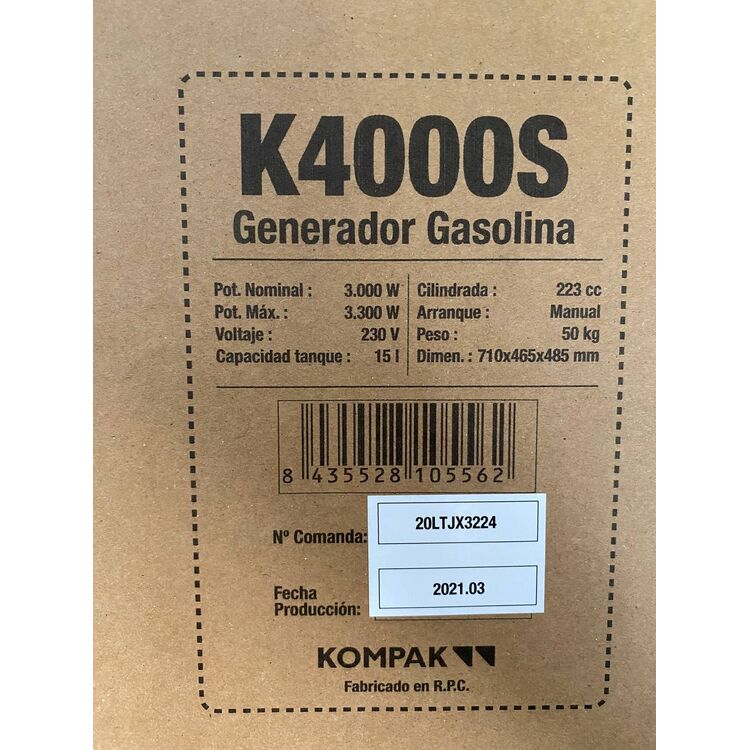 K4000S
Generador Gasolina
Pot. Nominal : 3.000 W
Pot. Máx. : 3.300 W
Voltaje : 230 V
Capacidad tanque : 15 l
Cilindrada : 223 cc
Arranque : Manual
Peso : 50 kg
Dimen. : 710x465x485 mm
8 435528 105562
Nº Comanda: 20LTJX3224
Fecha
Producción: 2021.03
KOMPAK
Fabricado en R.P.C.